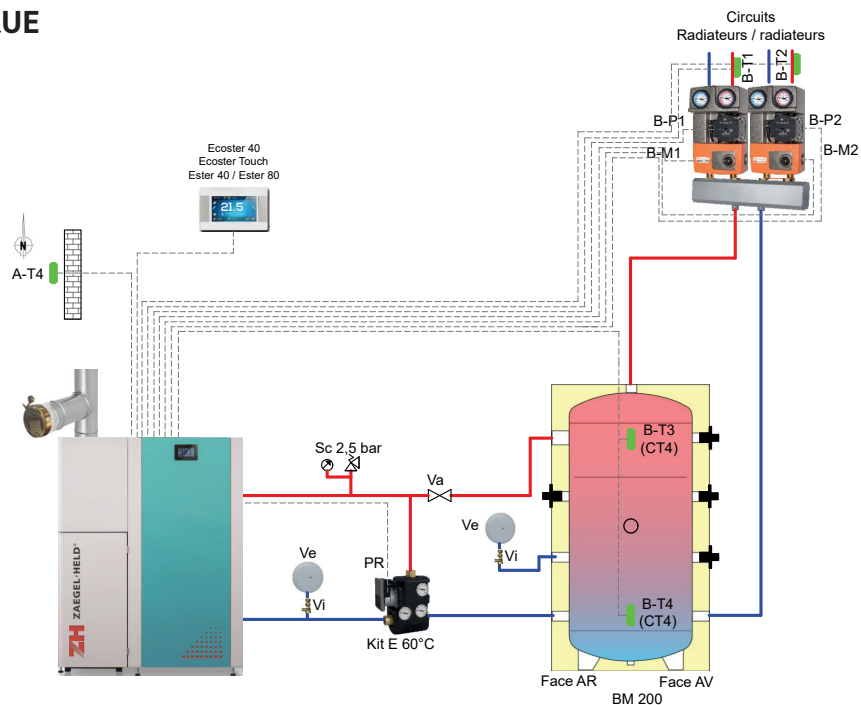 RUE
Circuits
Radiateurs / radiateurs
B-T1
B-T2
B-P1
B-P2
B-M1
B-M2
Ecoster 40
Ecoster Touch
Ester 40 / Ester 80
21.5
N
A-T4
Sc 2,5 bar
Va
B-T3
(CT4)
Ve
Vi
Ve
Vi
PR
B-T4
(CT4)
Kit E 60°C
ZH ZAEGEL-HELD®
Face AR
Face AV
BM 200